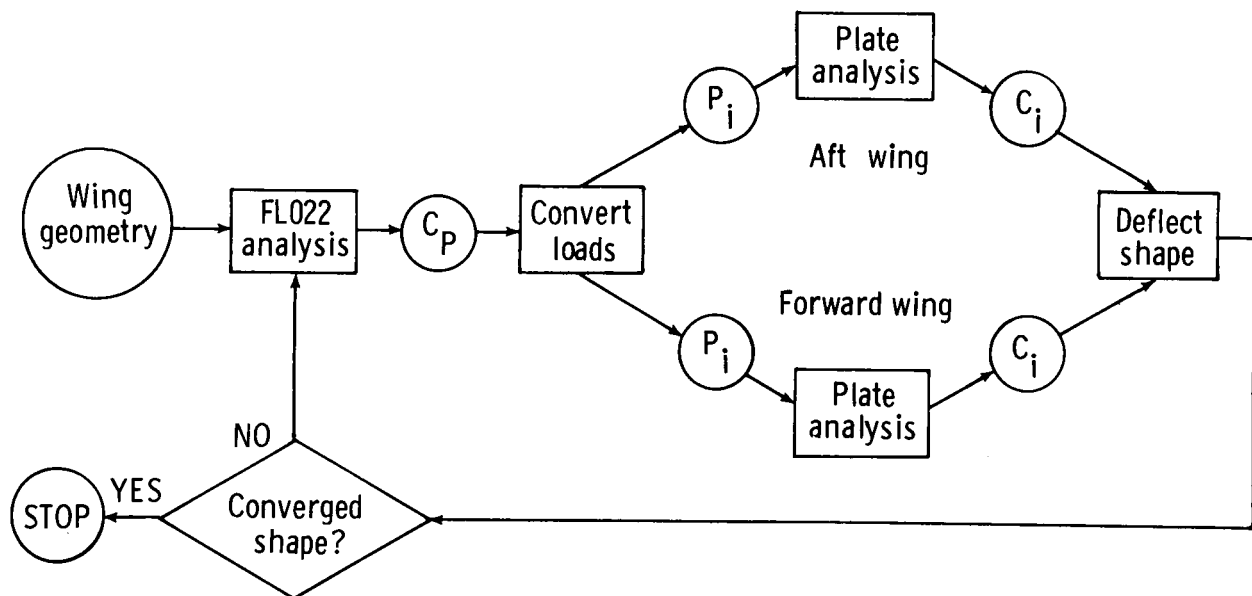 Wing
geometry
FLO22
analysis
C_P
Convert
loads
P_i
Plate
analysis
C_i
Aft wing
Forward wing
P_i
Plate
analysis
C_i
Deflect
shape
NO
YES
STOP
Converged
shape?